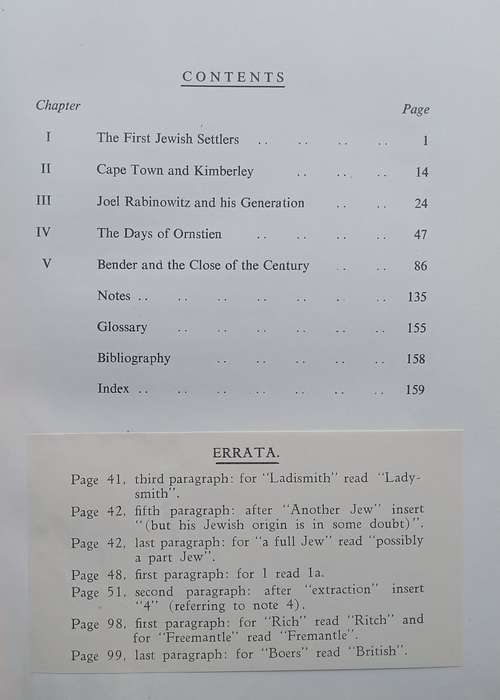 CONTENTS
Chapter Page
I The First Jewish Settlers .. .. .. .. 1
II Cape Town and Kimberley .. .. .. 14
III Joel Rabinowitz and his Generation .. .. 24
IV The Days of Ornstien .. .. .. .. 47
V Bender and the Close of the Century .. .. 86
Notes .. .. .. .. .. .. .. 135
Glossary .. .. .. .. .. .. 155
Bibliography .. .. .. .. .. 158
Index .. .. .. .. .. .. .. 159
ERRATA.
Page 41, third paragraph: for "Ladismith" read "Lady-
smith".
Page 42, fifth paragraph: after "Another Jew" insert
"(but his Jewish origin is in some doubt)".
Page 42, last paragraph: for "a full Jew" read "possibly
a part Jew".
Page 48, first paragraph: for 1 read 1a.
Page 51, second paragraph: after "extraction" insert
"4" (referring to note 4).
Page 98, first paragraph: for "Rich" read "Ritch" and
for "Freemantle" read "Fremantle".
Page 99, last paragraph: for "Boers" read "British".